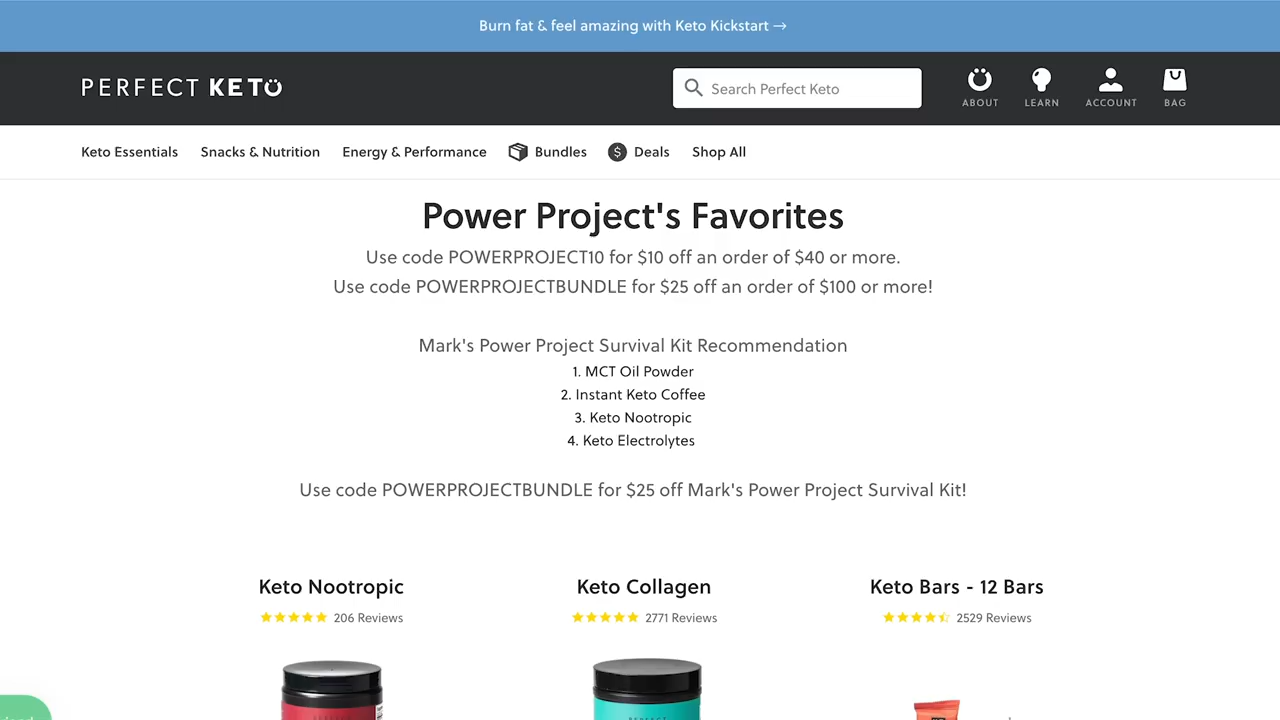 Burn fat & feel amazing with Keto Kickstart →
PERFECT KETO
Search Perfect Keto
ABOUT
LEARN
ACCOUNT
BAG
Keto Essentials
Snacks & Nutrition
Energy & Performance
Bundles
$ Deals
Shop All
Power Project's Favorites
Use code POWERPROJECT10 for $10 off an order of $40 or more.
Use code POWERPROJECTBUNDLE for $25 off an order of $100 or more!
Mark's Power Project Survival Kit Recommendation
1. MCT Oil Powder
2. Instant Keto Coffee
3. Keto Nootropic
4. Keto Electrolytes
Use code POWERPROJECTBUNDLE for $25 off Mark's Power Project Survival Kit!
Keto Nootropic
206 Reviews
Keto Collagen
2771 Reviews
Keto Bars - 12 Bars
2529 Reviews
PERFECT